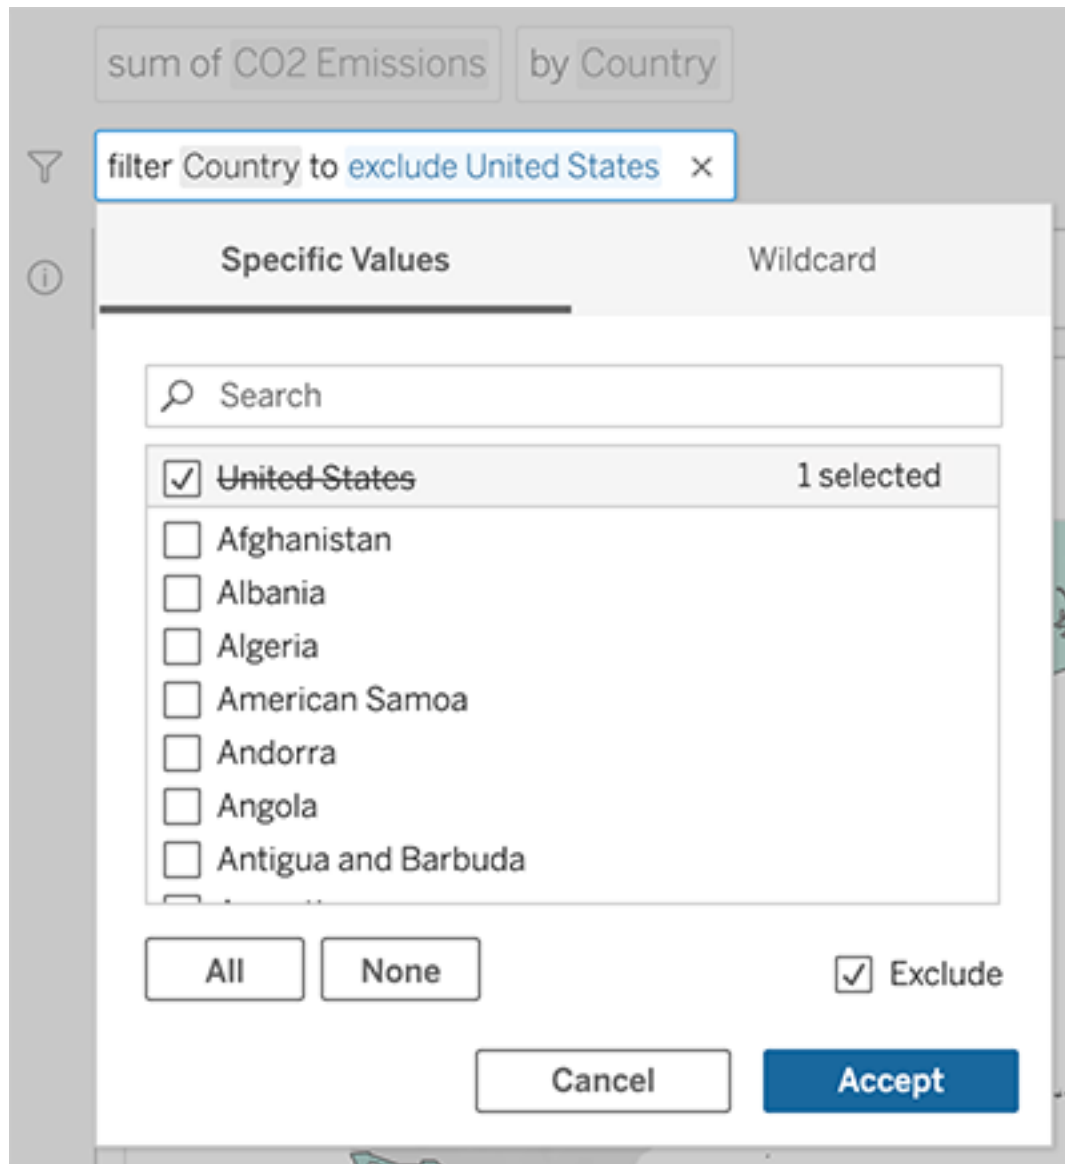 sum of CO2 Emissions by Country
filter Country to exclude United States ×
Specific Values Wildcard
Search
United States 1 selected
Afghanistan
Albania
Algeria
American Samoa
Andorra
Angola
Antigua and Barbuda
All None Exclude
Cancel Accept